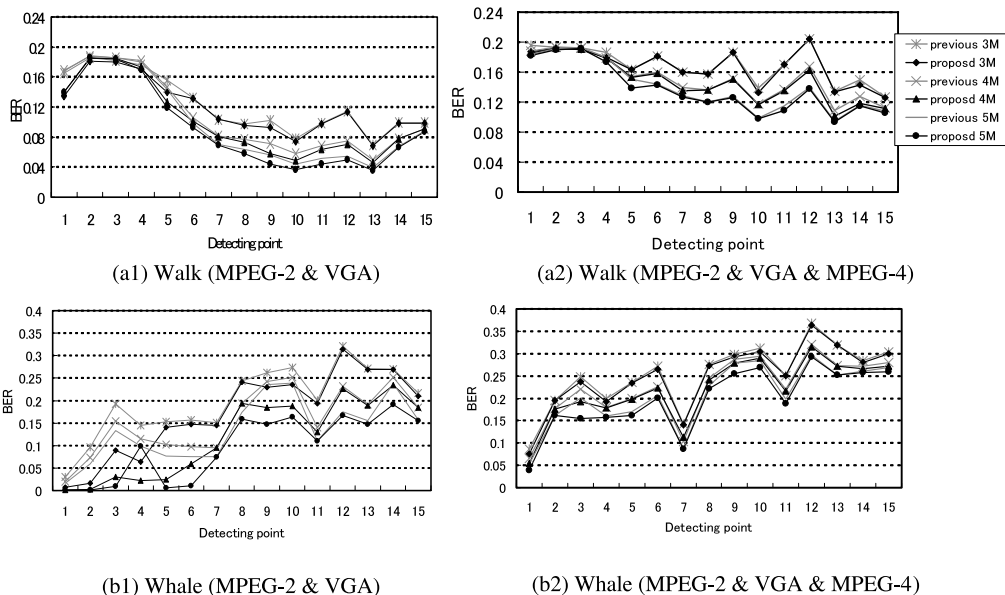 0.24
0.2
0.16
0.12
0.08
0.04
0
BER
1 2 3 4 5 6 7 8 9 10 11 12 13 14 15
Detecting point
(a1) Walk (MPEG-2 & VGA)
0.24
0.2
0.16
0.12
0.08
0.04
0
BER
1 2 3 4 5 6 7 8 9 10 11 12 13 14 15
Detecting point
(a2) Walk (MPEG-2 & VGA & MPEG-4)
previous 3M
proposd 3M
previous 4M
proposd 4M
previous 5M
proposd 5M
0.4
0.35
0.3
0.25
0.2
0.15
0.1
0.05
0
BER
1 2 3 4 5 6 7 8 9 10 11 12 13 14 15
Detecting point
(b1) Whale (MPEG-2 & VGA)
0.4
0.35
0.3
0.25
0.2
0.15
0.1
0.05
0
BER
1 2 3 4 5 6 7 8 9 10 11 12 13 14 15
Detecting point
(b2) Whale (MPEG-2 & VGA & MPEG-4)